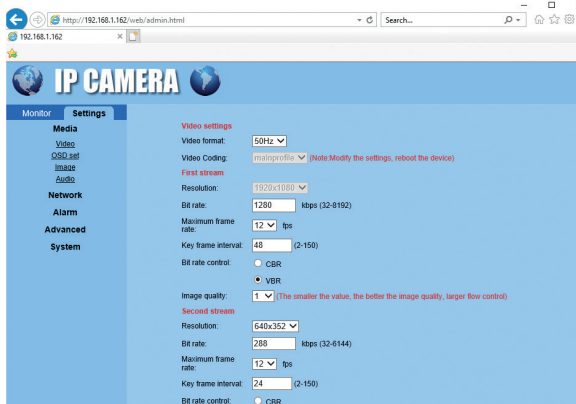 http://192.168.1.162/web/admin.html
Search...
192.168.1.162
IP CAMERA
Monitor Settings
Media
Video
OSD set
Image
Audio
Network
Alarm
Advanced
System
Video settings
Video format: 50Hz
Video Coding: mainprofile (Note:Modify the settings, reboot the device)
First stream
Resolution: 1920x1080
Bit rate: 1280 kbps (32-8192)
Maximum frame
rate: 12 fps
Key frame interval: 48 (2-150)
Bit rate control: CBR
VBR
Image quality: 1 (The smaller the value, the better the image quality, larger flow control)
Second stream
Resolution: 640x352
Bit rate: 288 kbps (32-6144)
Maximum frame
rate: 12 fps
Key frame interval: 24 (2-150)
Bit rate control: CBR